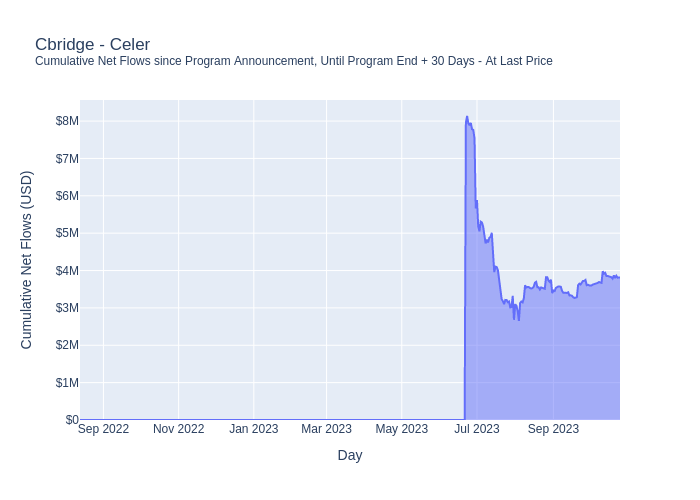 Cbridge - Celer
Cumulative Net Flows since Program Announcement, Until Program End + 30 Days - At Last Price
Cumulative Net Flows (USD)
$8M
$7M
$6M
$5M
$4M
$3M
$2M
$1M
$0
Sep 2022
Nov 2022
Jan 2023
Mar 2023
May 2023
Jul 2023
Sep 2023
Day